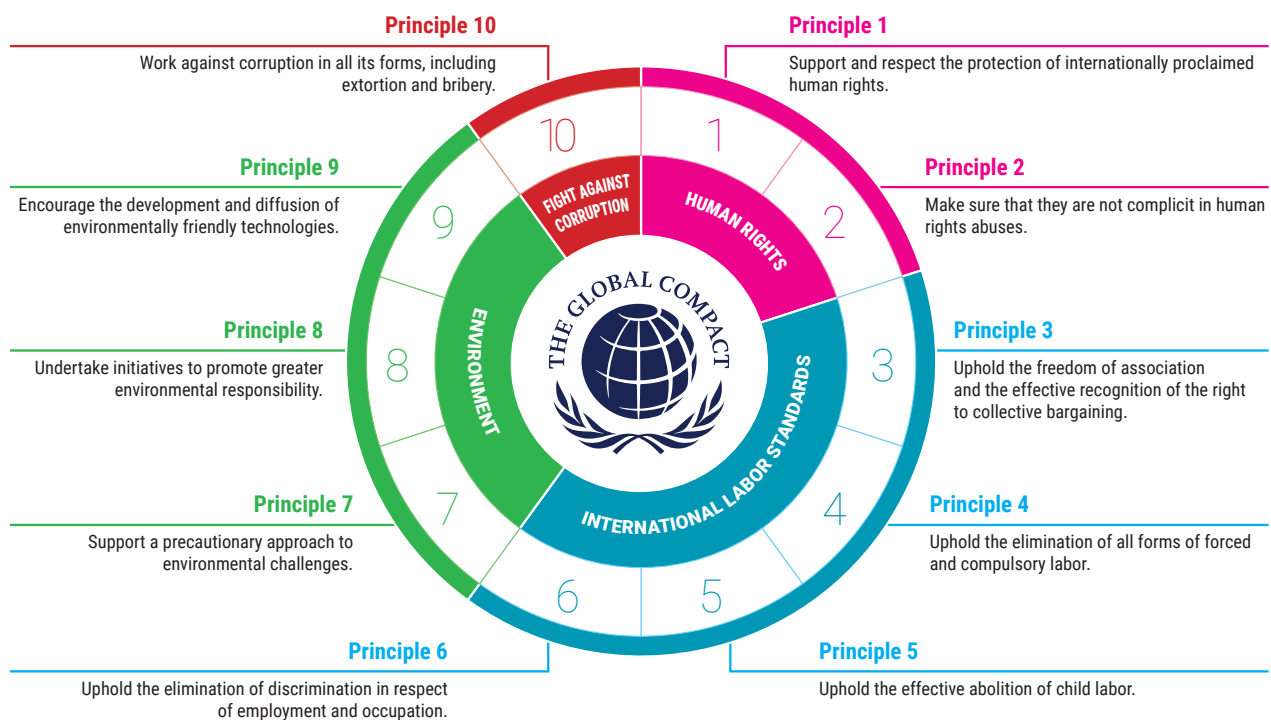 Principle 1
Support and respect the protection of internationally proclaimed
human rights.
Principle 2
Make sure that they are not complicit in human
rights abuses.
Principle 3
Uphold the freedom of association
and the effective recognition of the right
to collective bargaining.
Principle 4
Uphold the elimination of all forms of forced
and compulsory labor.
Principle 5
Uphold the effective abolition of child labor.
Principle 6
Uphold the elimination of discrimination in respect
of employment and occupation.
Principle 7
Support a precautionary approach to
environmental challenges.
Principle 8
Undertake initiatives to promote greater
environmental responsibility.
Principle 9
Encourage the development and diffusion of
environmentally friendly technologies.
Principle 10
Work against corruption in all its forms, including
extortion and bribery.
1
2
3
4
5
6
7
8
9
10
HUMAN RIGHTS
INTERNATIONAL LABOR STANDARDS
ENVIRONMENT
FIGHT AGAINST
CORRUPTION
THE GLOBAL COMPACT